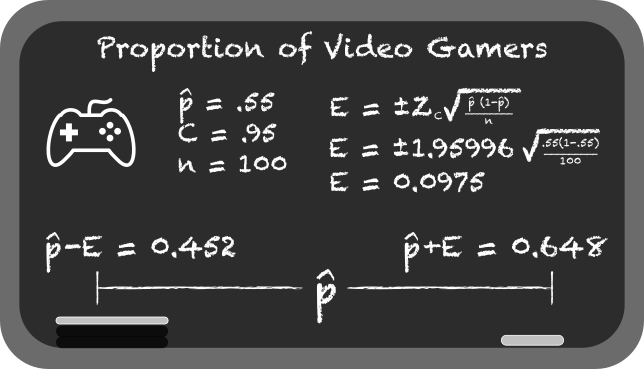 Proportion of Video Gamers
p̂ = .55
C = .95
n = 100
E = ±Z_C√(p̂ (1-p̂)/n)
E = ±1.95996 √(.55(1-.55)/100)
E = 0.0975
p̂-E = 0.452 p̂+E = 0.648
p̂